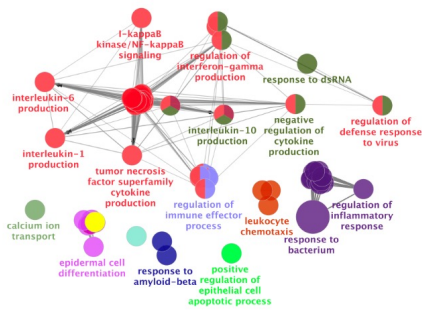 I-kappaB
kinase/NF-kappaB
signaling
regulation of
interferon-gamma
production
response to dsRNA
interleukin-6
production
interleukin-10 production
negative
regulation of
cytokine
production
regulation of
defense response
to virus
interleukin-1
production
tumor necrosis
factor superfamily
cytokine
production
regulation of
immune effector
process
leukocyte
chemotaxis
regulation of
inflammatory
response
response to
bacterium
calcium ion
transport
epidermal cell
differentiation
response to
amyloid-beta
positive
regulation of
epithelial cell
apoptotic process